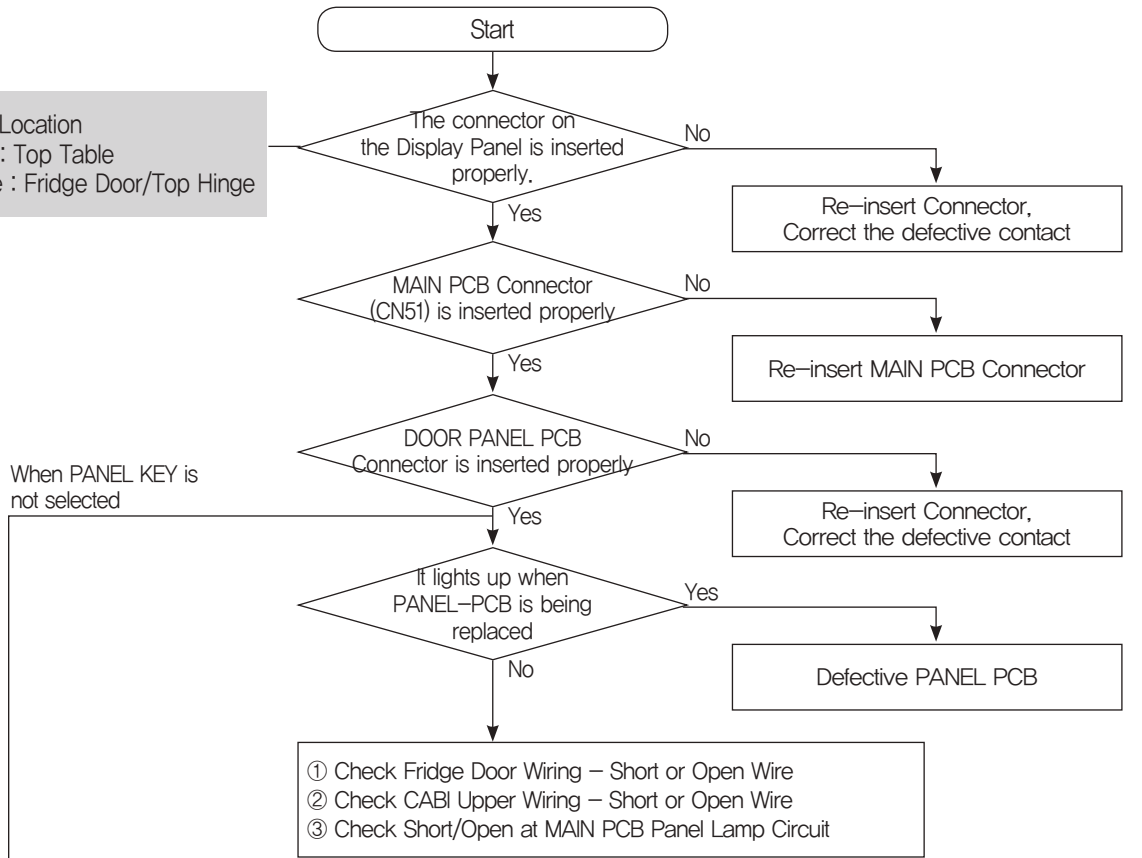 Start
Location
: Top Table
: Fridge Door/Top Hinge
The connector on
the Display Panel is inserted
properly.
No
Re-insert Connector,
Correct the defective contact
Yes
MAIN PCB Connector
(CN51) is inserted properly
No
Re-insert MAIN PCB Connector
Yes
DOOR PANEL PCB
Connector is inserted properly
No
Re-insert Connector,
Correct the defective contact
When PANEL KEY is
not selected
Yes
It lights up when
PANEL-PCB is being
replaced
Yes
Defective PANEL PCB
No
① Check Fridge Door Wiring - Short or Open Wire
② Check CABI Upper Wiring - Short or Open Wire
③ Check Short/Open at MAIN PCB Panel Lamp Circuit